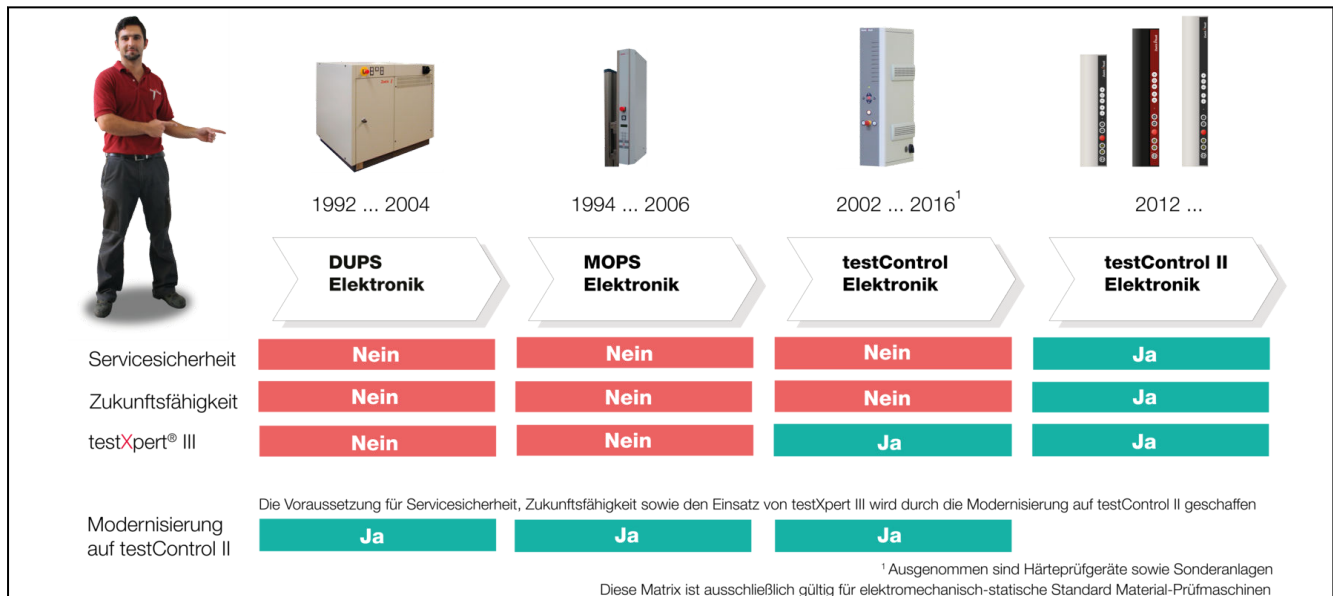 1992 ... 2004
1994 ... 2006
2002 ... 2016¹
2012 ...
DUPS
Elektronik
MOPS
Elektronik
testControl
Elektronik
testControl II
Elektronik
Servicesicherheit Nein Nein Nein Ja
Zukunftsfähigkeit Nein Nein Nein Ja
testXpert® III Nein Nein Ja Ja
Die Voraussetzung für Servicesicherheit, Zukunftsfähigkeit sowie den Einsatz von testXpert III wird durch die Modernisierung auf testControl II geschaffen
Modernisierung
auf testControl II Ja Ja Ja
¹ Ausgenommen sind Härteprüfgeräte sowie Sonderanlagen
Diese Matrix ist ausschließlich gültig für elektromechanisch-statische Standard Material-Prüfmaschinen